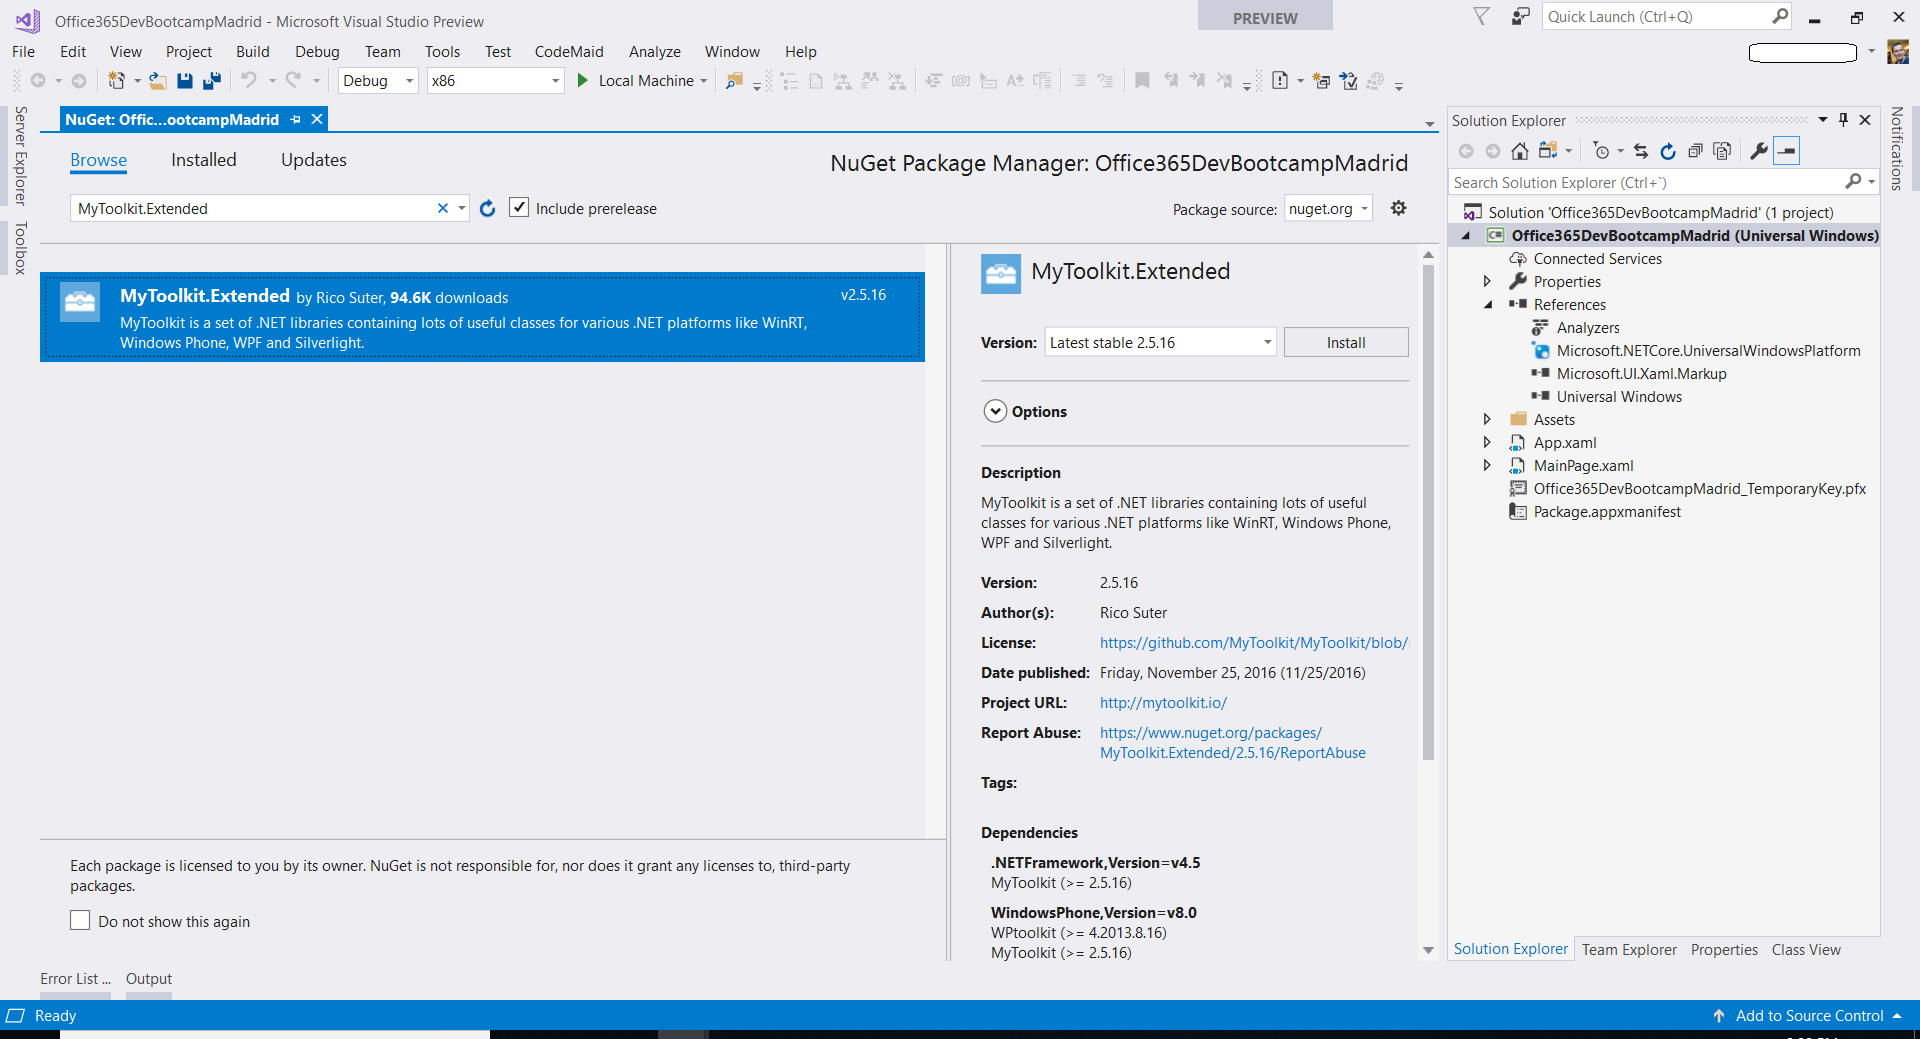 Office365DevBootcampMadrid - Microsoft Visual Studio Preview
PREVIEW
Quick Launch (Ctrl+Q)
File Edit View Project Build Debug Team Tools Test CodeMaid Analyze Window Help
Debug x86 Local Machine
Server Explorer
Toolbox
NuGet: Offic...ootcampMadrid
Browse Installed Updates
NuGet Package Manager: Office365DevBootcampMadrid
MyToolkit.Extended
Include prerelease
Package source: nuget.org
MyToolkit.Extended by Rico Suter, 94.6K downloads
v2.5.16
MyToolkit is a set of .NET libraries containing lots of useful classes for various .NET platforms like WinRT,
Windows Phone, WPF and Silverlight.
Each package is licensed to you by its owner. NuGet is not responsible for, nor does it grant any licenses to, third-party
packages.
Do not show this again
MyToolkit.Extended
Version: Latest stable 2.5.16 Install
Options
Description
MyToolkit is a set of .NET libraries containing lots of useful
classes for various .NET platforms like WinRT, Windows Phone,
WPF and Silverlight.
Version: 2.5.16
Author(s): Rico Suter
License: https://github.com/MyToolkit/MyToolkit/blob/
Date published: Friday, November 25, 2016 (11/25/2016)
Project URL: http://mytoolkit.io/
Report Abuse: https://www.nuget.org/packages/
MyToolkit.Extended/2.5.16/ReportAbuse
Tags:
Dependencies
.NETFramework,Version=v4.5
MyToolkit (>= 2.5.16)
WindowsPhone,Version=v8.0
WPtoolkit (>= 4.2013.8.16)
MyToolkit (>= 2.5.16)
Solution Explorer
Search Solution Explorer (Ctrl+`)
Solution 'Office365DevBootcampMadrid' (1 project)
C# Office365DevBootcampMadrid (Universal Windows)
Connected Services
Properties
References
Analyzers
Microsoft.NETCore.UniversalWindowsPlatform
Microsoft.UI.Xaml.Markup
Universal Windows
Assets
App.xaml
MainPage.xaml
Office365DevBootcampMadrid_TemporaryKey.pfx
Package.appxmanifest
Solution Explorer Team Explorer Properties Class View
Notifications
Error List ... Output
Ready
Add to Source Control